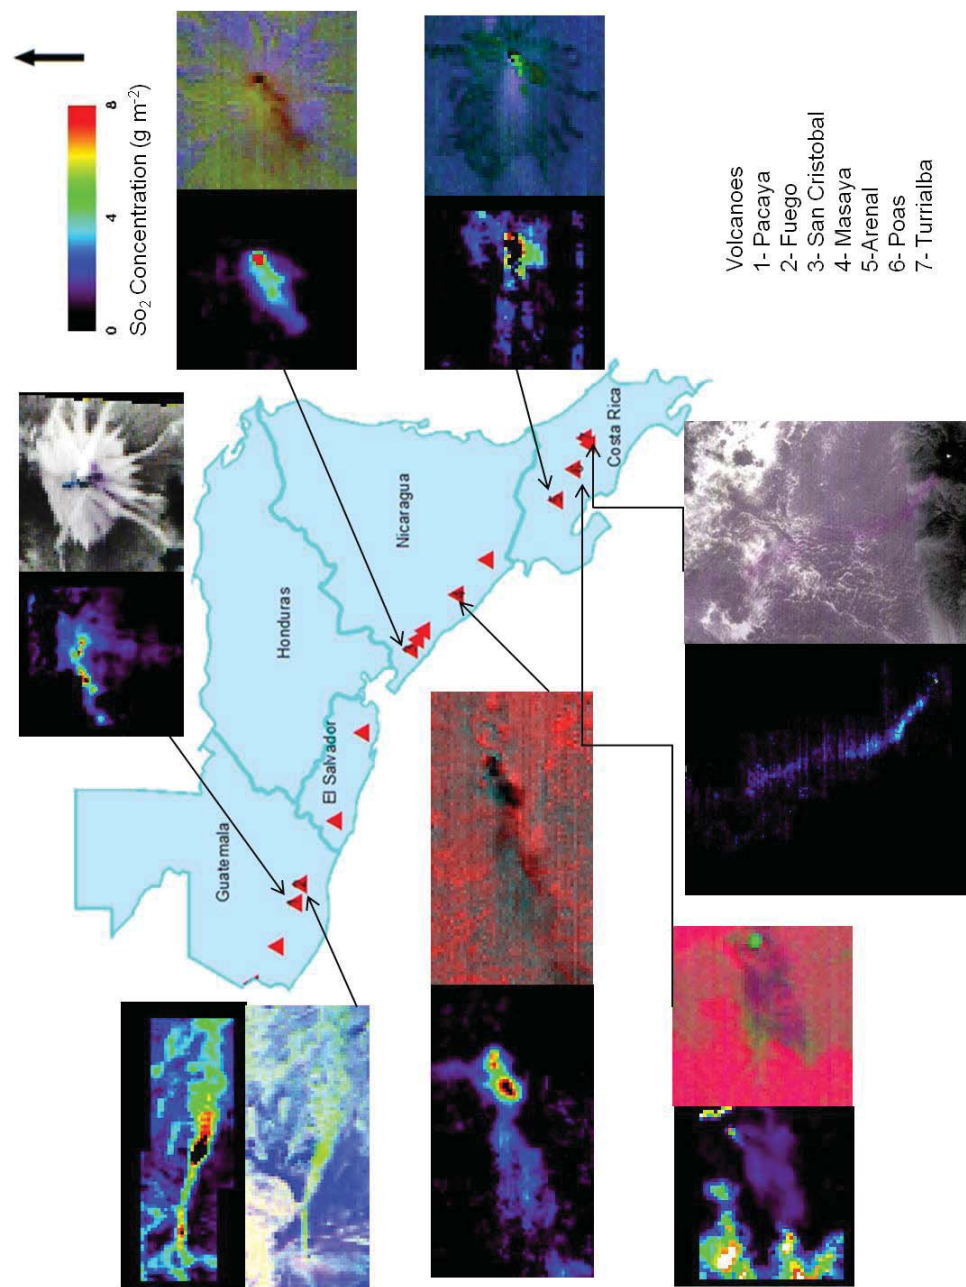 0
4
8
So₂ Concentration (g m⁻²)
Guatemala
El Salvador
Honduras
Nicaragua
Costa Rica
Volcanoes
1- Pacaya
2- Fuego
3- San Cristobal
4- Masaya
5-Arenal
6- Poas
7- Turrialba